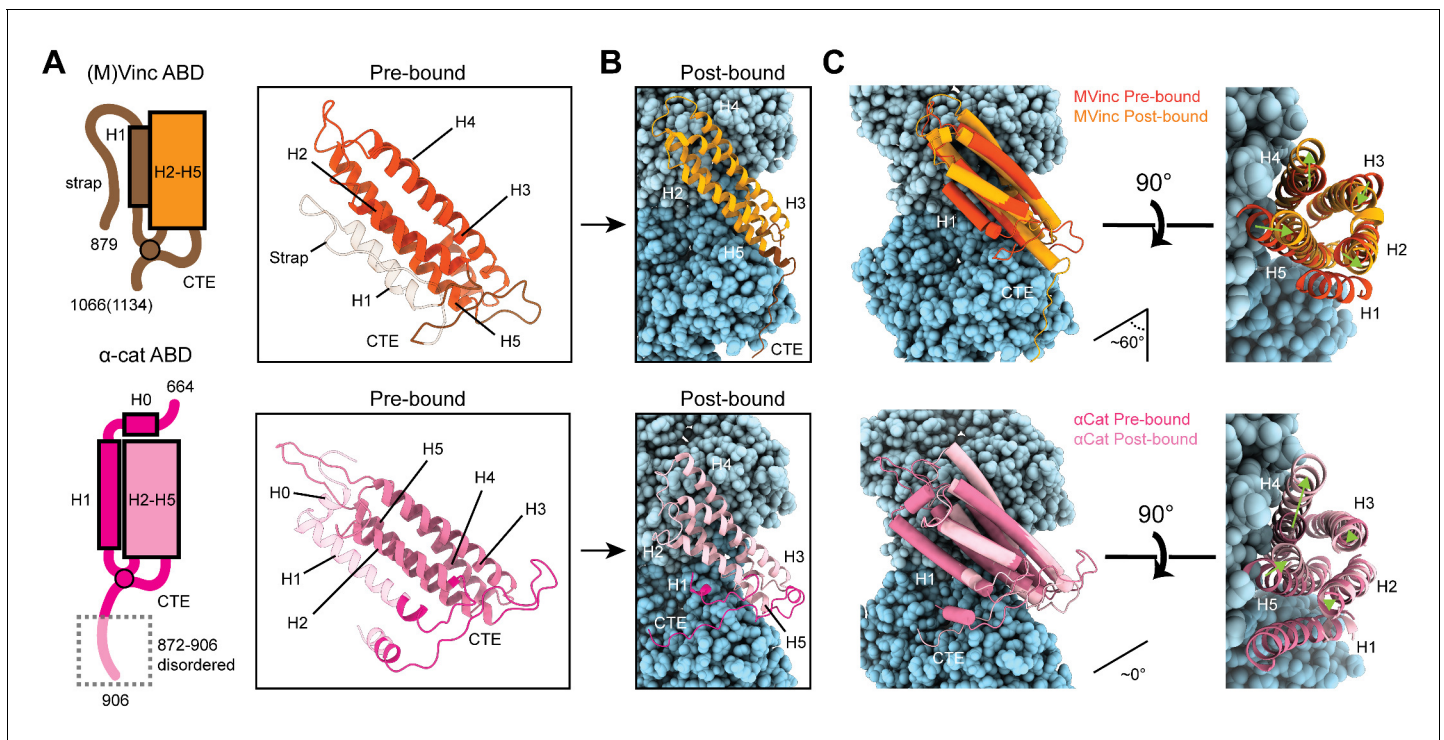 A
(M)Vinc ABD
H1
H2-H5
strap
879
CTE
1066(1134)
Pre-bound
H4
H2
H3
Strap
H1
CTE
H5
B
Post-bound
H4
H2
H3
H5
CTE
C
MVinc Pre-bound
MVinc Post-bound
H1
CTE
90°
~60°
H4
H3
H2
H5
H1
α-cat ABD
664
H0
H1
H2-H5
CTE
872-906
disordered
906
Pre-bound
H5
H4
H0
H3
H1
H2
CTE
Post-bound
H4
H2
H3
H1
CTE
H5
αCat Pre-bound
αCat Post-bound
H1
CTE
90°
~0°
H4
H3
H2
H5
H1